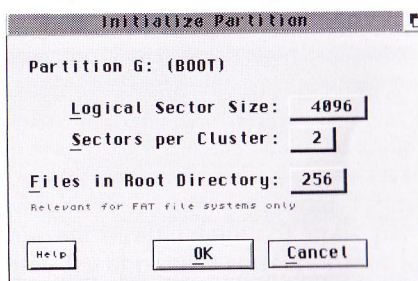 Initialize Partition
Partition G: (BOOT)
Logical Sector Size: 4096
Sectors per Cluster: 2
Files in Root Directory: 256
Relevant for FAT file systems only
Help OK Cancel